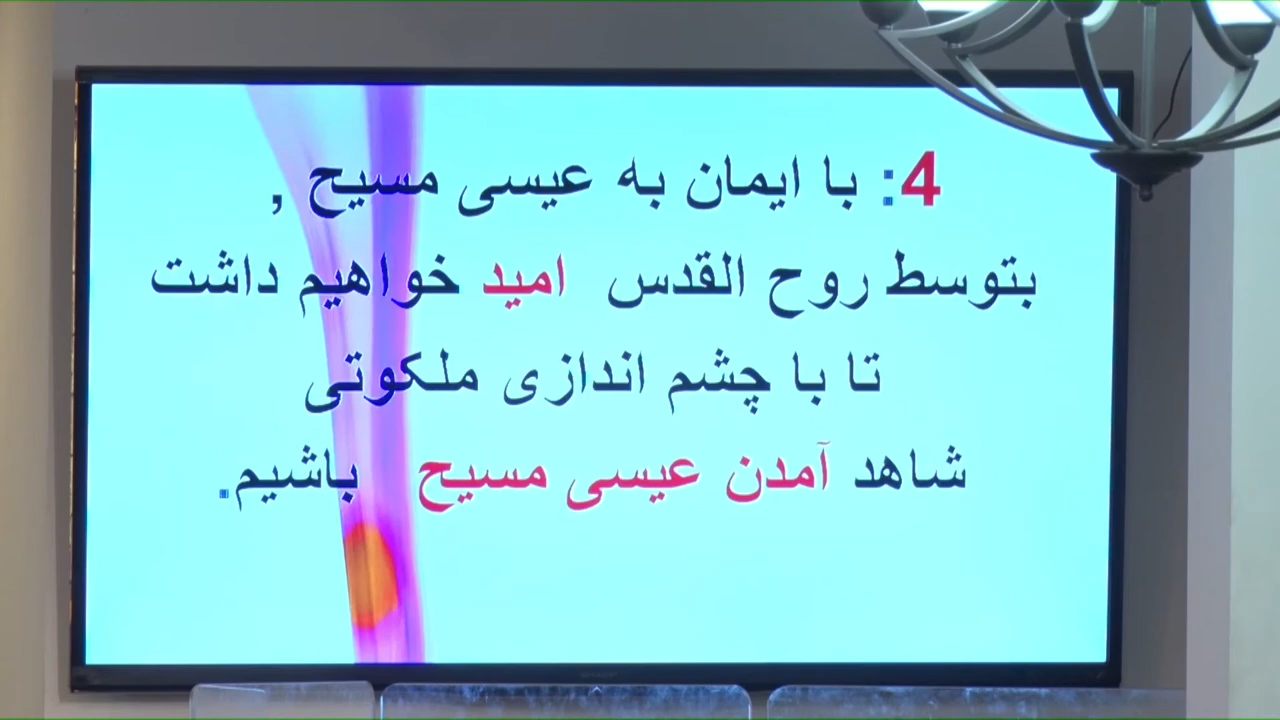 4: با ایمان به عیسی مسیح ,
بتوسط روح القدس امید خواهیم داشت
تا با چشم اندازی ملکوتی
شاهد آمدن عیسی مسیح باشیم.